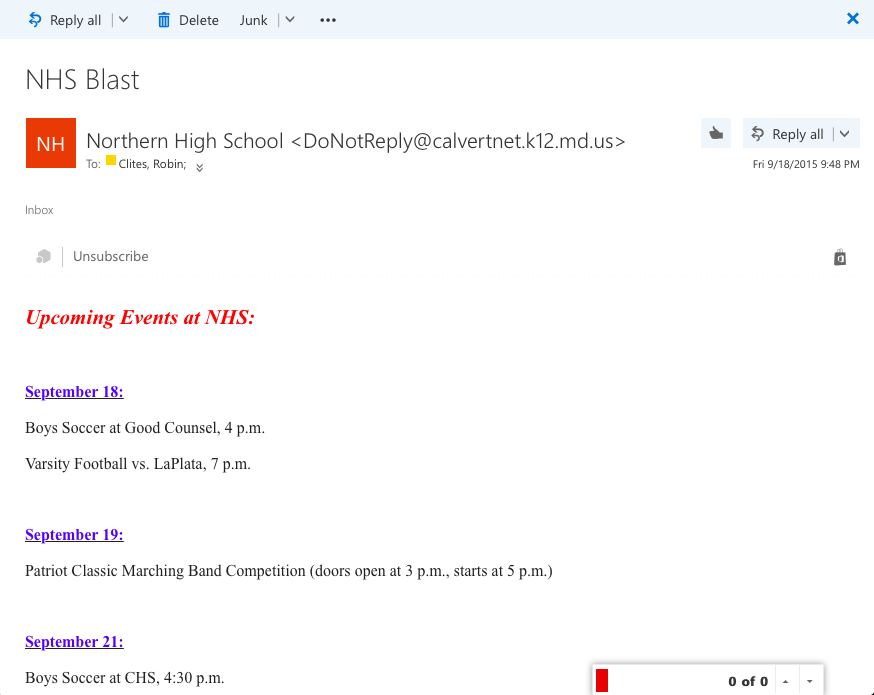 Reply all Delete Junk
NHS Blast
NH
Northern High School <DoNotReply@calvertnet.k12.md.us>
Reply all
To: Clites, Robin;
Fri 9/18/2015 9:48 PM
Inbox
Unsubscribe
Upcoming Events at NHS:
September 18:
Boys Soccer at Good Counsel, 4 p.m.
Varsity Football vs. LaPlata, 7 p.m.
September 19:
Patriot Classic Marching Band Competition (doors open at 3 p.m., starts at 5 p.m.)
September 21:
Boys Soccer at CHS, 4:30 p.m.
0 of 0